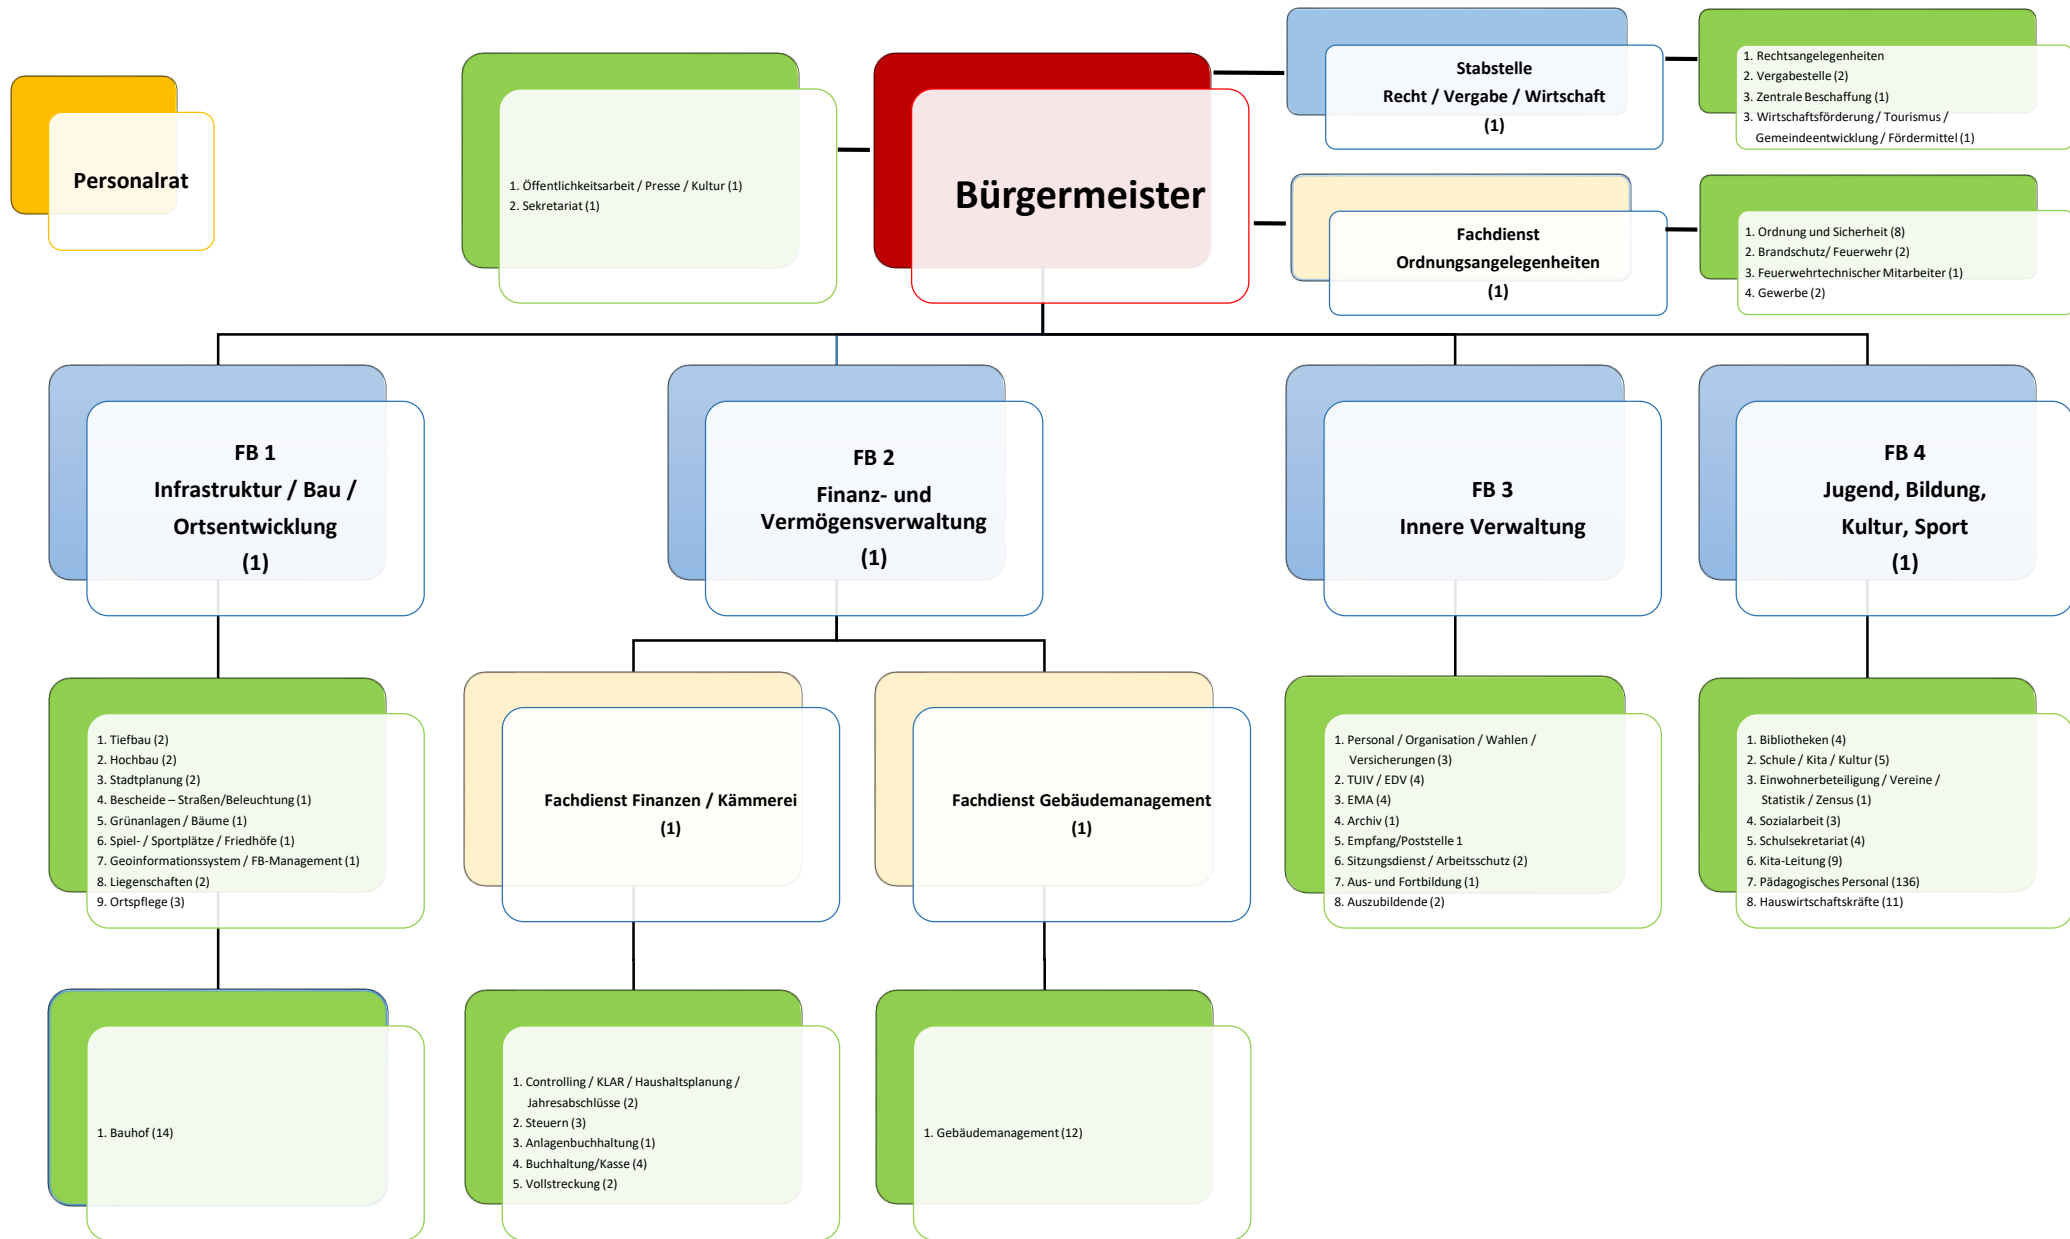 Personalrat
1. Öffentlichkeitsarbeit / Presse / Kultur (1)
2. Sekretariat (1)
Bürgermeister
Stabstelle
Recht / Vergabe / Wirtschaft
(1)
1. Rechtsangelegenheiten
2. Vergabestelle (2)
3. Zentrale Beschaffung (1)
3. Wirtschaftsförderung / Tourismus /
Gemeindeentwicklung / Fördermittel (1)
Fachdienst
Ordnungsangelegenheiten
(1)
1. Ordnung und Sicherheit (8)
2. Brandschutz/ Feuerwehr (2)
3. Feuerwehrtechnischer Mitarbeiter (1)
4. Gewerbe (2)
FB 1
Infrastruktur / Bau /
Ortsentwicklung
(1)
FB 2
Finanz- und
Vermögensverwaltung
(1)
FB 3
Innere Verwaltung
FB 4
Jugend, Bildung,
Kultur, Sport
(1)
1. Tiefbau (2)
2. Hochbau (2)
3. Stadtplanung (2)
4. Bescheide – Straßen/Beleuchtung (1)
5. Grünanlagen / Bäume (1)
6. Spiel- / Sportplätze / Friedhöfe (1)
7. Geoinformationssystem / FB-Management (1)
8. Liegenschaften (2)
9. Ortspflege (3)
Fachdienst Finanzen / Kämmerei
(1)
Fachdienst Gebäudemanagement
(1)
1. Personal / Organisation / Wahlen /
Versicherungen (3)
2. TUIV / EDV (4)
3. EMA (4)
4. Archiv (1)
5. Empfang/Poststelle 1
6. Sitzungsdienst / Arbeitsschutz (2)
7. Aus- und Fortbildung (1)
8. Auszubildende (2)
1. Bibliotheken (4)
2. Schule / Kita / Kultur (5)
3. Einwohnerbeteiligung / Vereine /
Statistik / Zensus (1)
4. Sozialarbeit (3)
5. Schulsekretariat (4)
6. Kita-Leitung (9)
7. Pädagogisches Personal (136)
8. Hauswirtschaftskräfte (11)
1. Bauhof (14)
1. Controlling / KLAR / Haushaltsplanung /
Jahresabschlüsse (2)
2. Steuern (3)
3. Anlagenbuchhaltung (1)
4. Buchhaltung/Kasse (4)
5. Vollstreckung (2)
1. Gebäudemanagement (12)